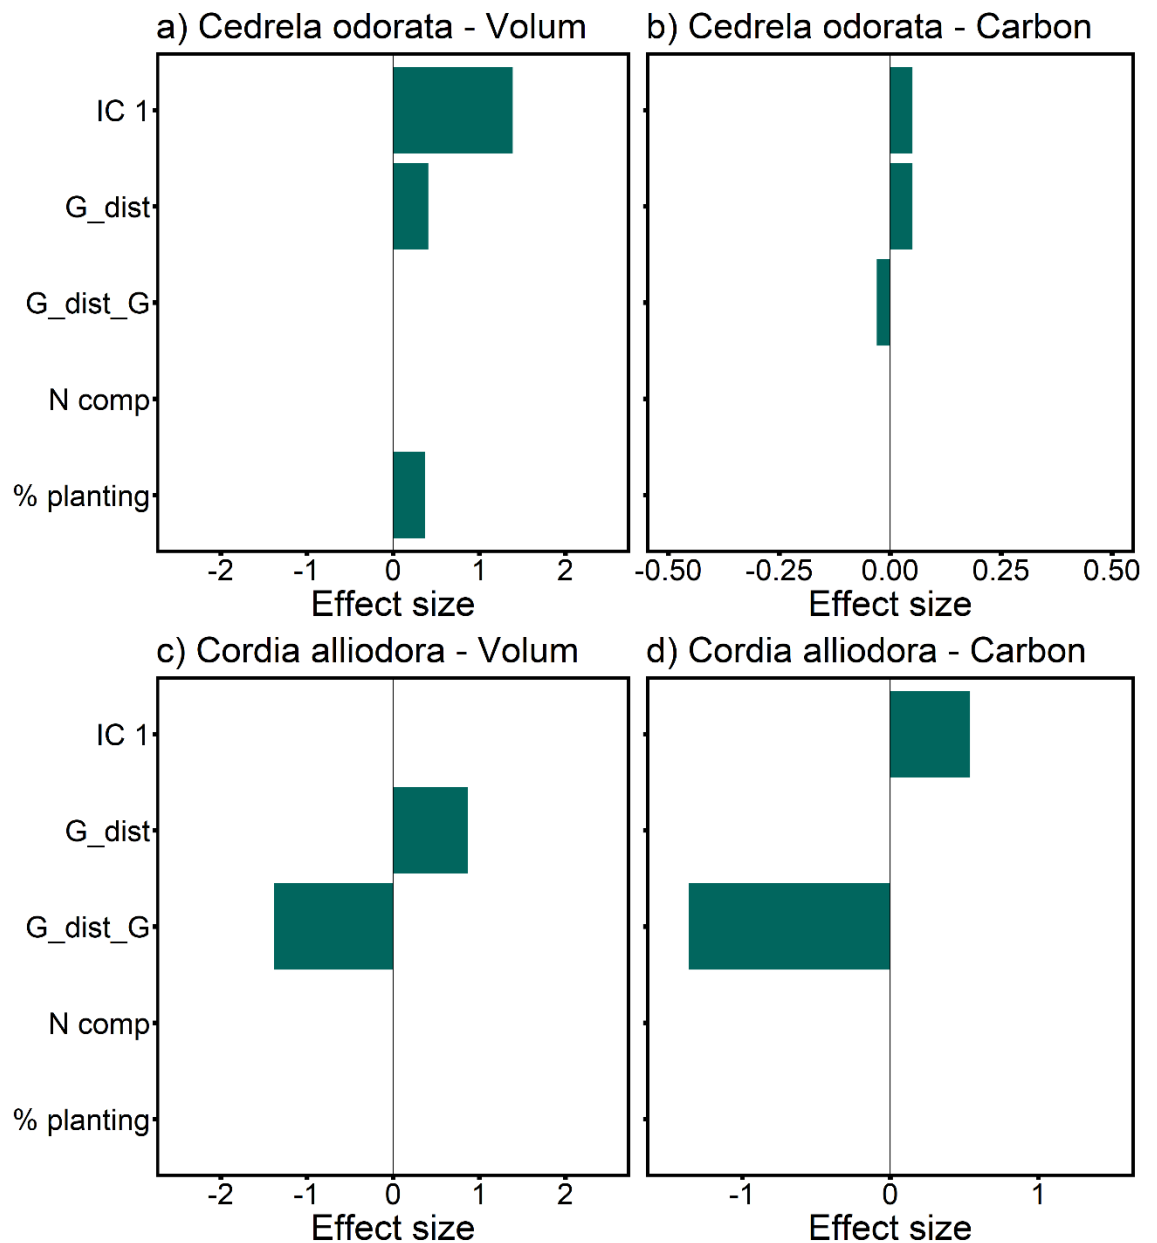 a) Cedrela odorata - Volum
b) Cedrela odorata - Carbon
IC 1
G_dist
G_dist_G
N comp
% planting
-2 -1 0 1 2
-0.50 -0.25 0.00 0.25 0.50
Effect size
Effect size
c) Cordia alliodora - Volum
d) Cordia alliodora - Carbon
IC 1
G_dist
G_dist_G
N comp
% planting
-2 -1 0 1 2
-1 0 1
Effect size
Effect size